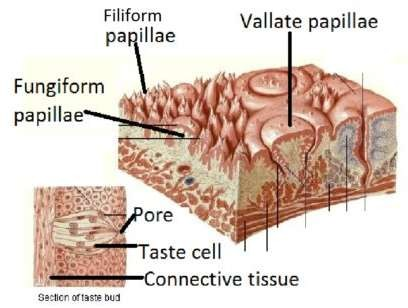 Filiform
papillae
Vallate papillae
Fungiform
papillae
Pore
Taste cell
Connective tissue
Section of taste bud